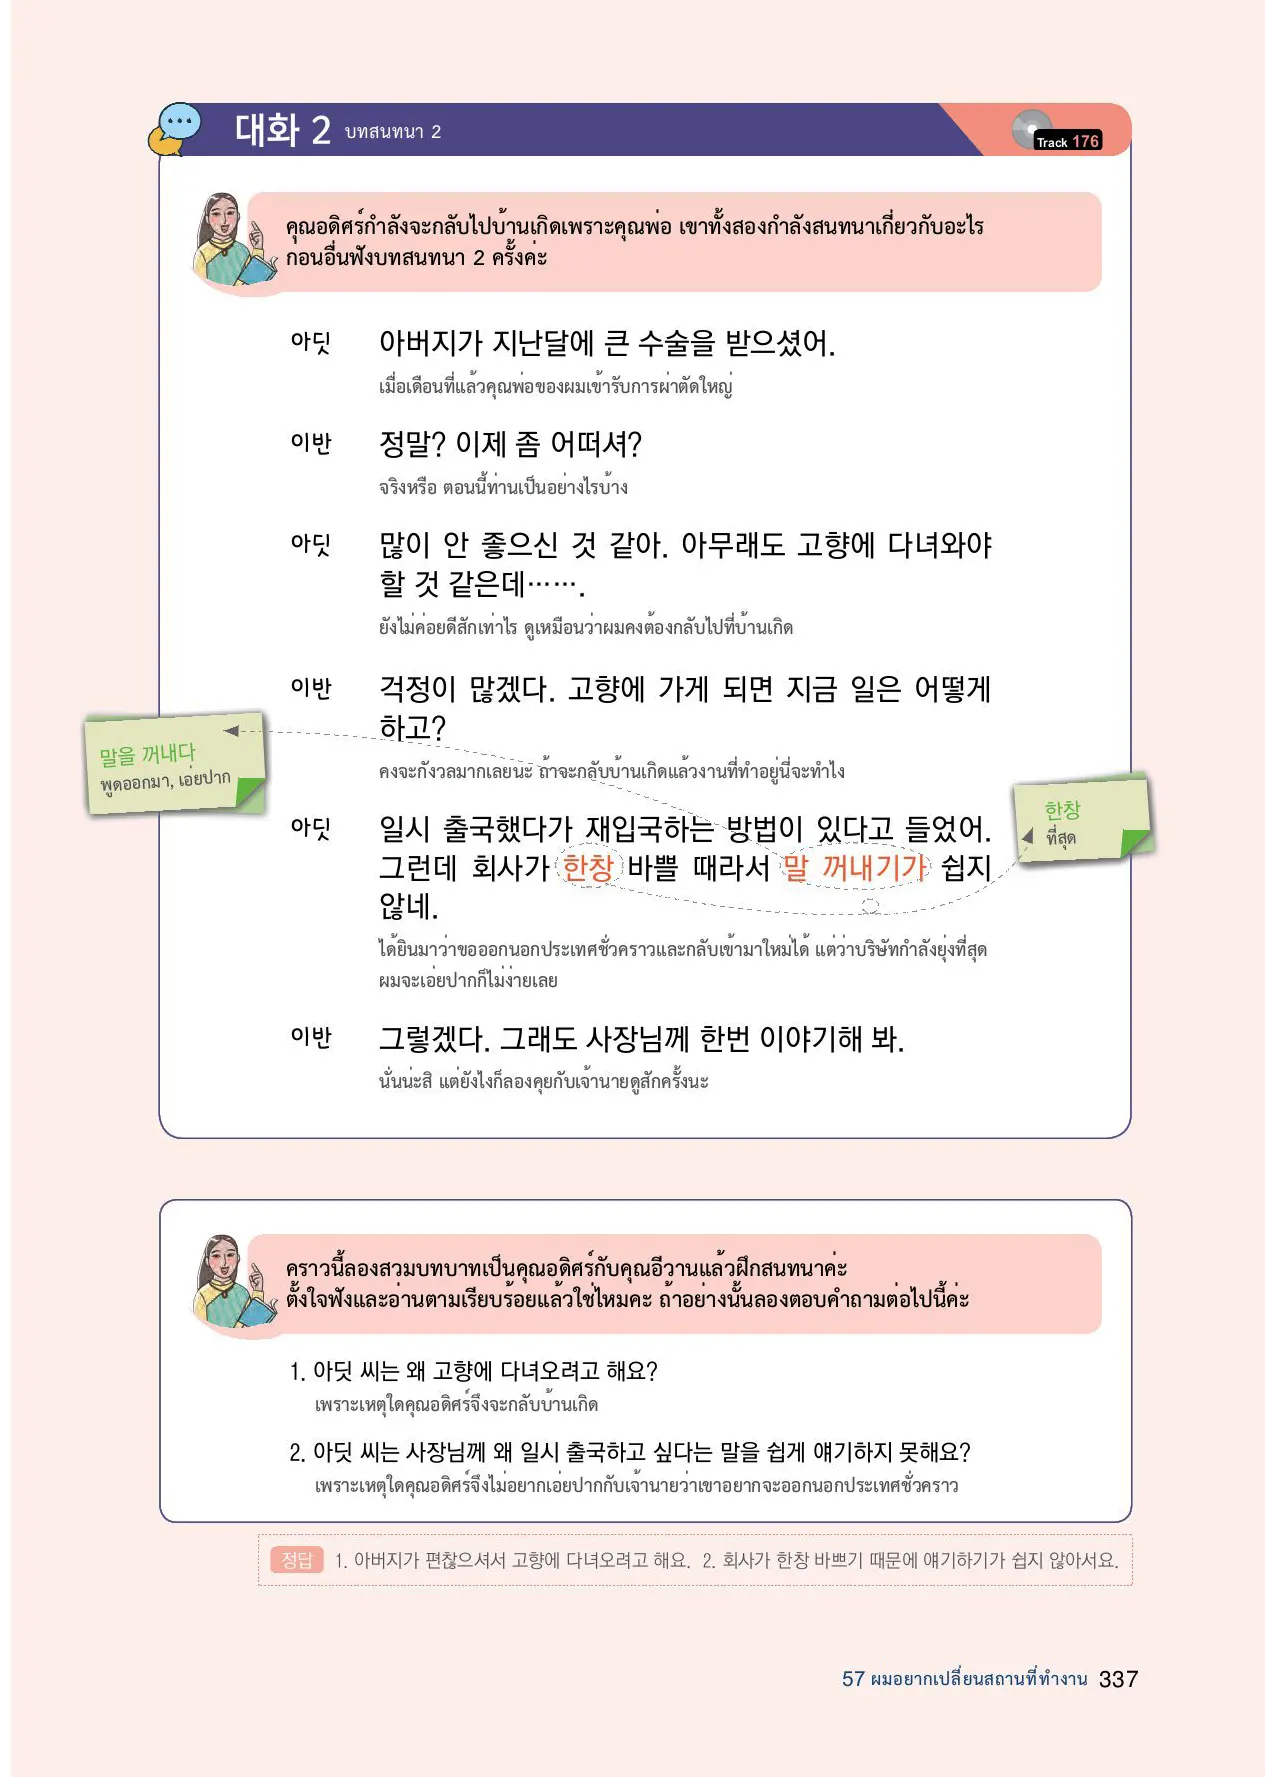 대화 2 บทสนทนา 2
Track 176
คุณอดิศร์กำลังจะกลับไปบ้านเกิดเพราะคุณพ่อ เขาทั้งสองกำลังสนทนาเกี่ยวกับอะไร
ก่อนอื่นฟังบทสนทนา 2 ครั้งค่ะ
아딧 아버지가 지난달에 큰 수술을 받으셨어.
เมื่อเดือนที่แล้วคุณพ่อของผมเข้ารับการผ่าตัดใหญ่
이반 정말? 이제 좀 어떠셔?
จริงหรือ ตอนนี้ท่านเป็นอย่างไรบ้าง
아딧 많이 안 좋으신 것 같아. 아무래도 고향에 다녀와야
할 것 같은데…….
ยังไม่ค่อยดีสักเท่าไร ดูเหมือนว่าผมคงต้องกลับไปที่บ้านเกิด
이반 걱정이 많겠다. 고향에 가게 되면 지금 일은 어떻게
하고?
คงจะกังวลมากเลยนะ ถ้าจะกลับบ้านเกิดแล้วงานที่ทำอยู่นี่จะทำไง
말을 꺼내다
พูดออกมา, เอ่ยปาก
한창
ที่สุด
아딧 일시 출국했다가 재입국하는 방법이 있다고 들었어.
그런데 회사가 한창 바쁠 때라서 말 꺼내기가 쉽지
않네.
ได้ยินมาว่าขอออกนอกประเทศชั่วคราวและกลับเข้ามาใหม่ได้ แต่ว่าบริษัทกำลังยุ่งที่สุด
ผมจะเอ่ยปากก็ไม่ง่ายเลย
이반 그렇겠다. 그래도 사장님께 한번 이야기해 봐.
นั่นน่ะสิ แต่ยังไงก็ลองคุยกับเจ้านายดูสักครั้งนะ
คราวนี้ลองสวมบทบาทเป็นคุณอดิศร์กับคุณอีวานแล้วฝึกสนทนาค่ะ
ตั้งใจฟังและอ่านตามเรียบร้อยแล้วใช่ไหมคะ ถ้าอย่างนั้นลองตอบคำถามต่อไปนี้ค่ะ
1. 아딧 씨는 왜 고향에 다녀오려고 해요?
เพราะเหตุใดคุณอดิศร์จึงจะกลับบ้านเกิด
2. 아딧 씨는 사장님께 왜 일시 출국하고 싶다는 말을 쉽게 얘기하지 못해요?
เพราะเหตุใดคุณอดิศร์จึงไม่อยากเอ่ยปากกับเจ้านายว่าเขาอยากจะออกนอกประเทศชั่วคราว
정답 1. 아버지가 편찮으셔서 고향에 다녀오려고 해요. 2. 회사가 한창 바쁘기 때문에 얘기하기가 쉽지 않아서요.
57 ผมอยากเปลี่ยนสถานที่ทำงาน 337